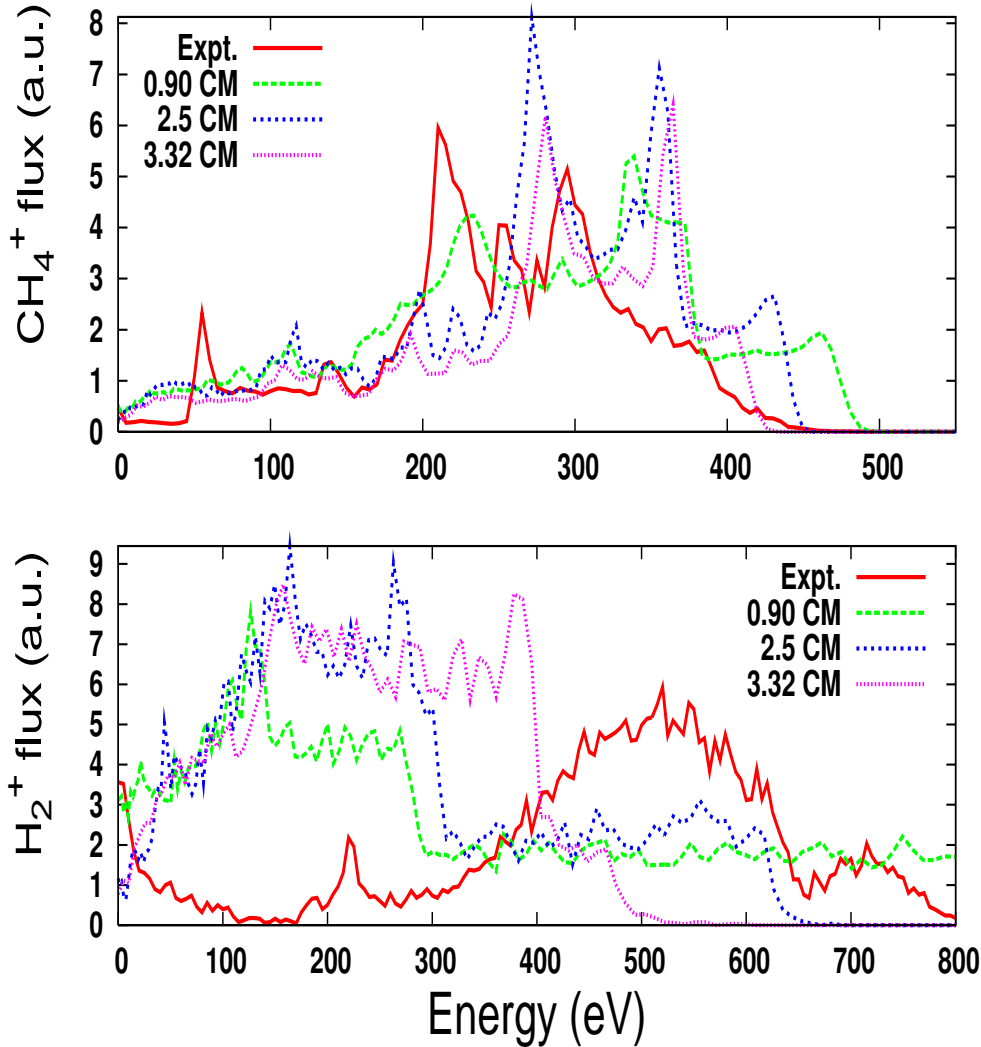 CH₄⁺ flux (a.u.)
8
7
6
5
4
3
2
1
0
Expt.
0.90 CM
2.5 CM
3.32 CM
0 100 200 300 400 500
H₂⁺ flux (a.u.)
9
8
7
6
5
4
3
2
1
0
Expt.
0.90 CM
2.5 CM
3.32 CM
0 100 200 300 400 500 600 700 800
Energy (eV)